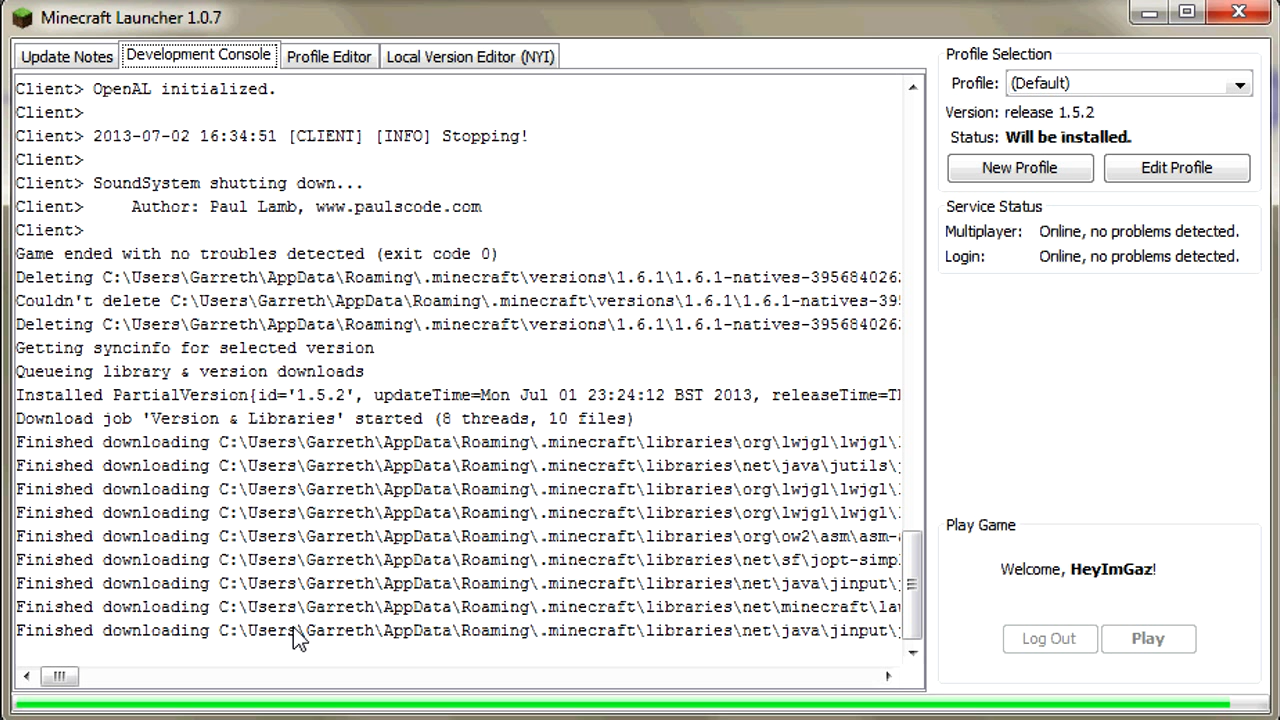 Minecraft Launcher 1.0.7
Update Notes
Development Console
Profile Editor
Local Version Editor (NYI)
Client> OpenAL initialized.
Client>
Client> 2013-07-02 16:34:51 [CLIENT] [INFO] Stopping!
Client>
Client> SoundSystem shutting down...
Client>     Author: Paul Lamb, www.paulscode.com
Client>
Game ended with no troubles detected (exit code 0)
Deleting C:\Users\Garreth\AppData\Roaming\.minecraft\versions\1.6.1\1.6.1-natives-395684026
Couldn't delete C:\Users\Garreth\AppData\Roaming\.minecraft\versions\1.6.1\1.6.1-natives-395
Deleting C:\Users\Garreth\AppData\Roaming\.minecraft\versions\1.6.1\1.6.1-natives-395684026
Getting syncinfo for selected version
Queueing library & version downloads
Installed PartialVersion{id='1.5.2', updateTime=Mon Jul 01 23:24:12 BST 2013, releaseTime=T
Download job 'Version & Libraries' started (8 threads, 10 files)
Finished downloading C:\Users\Garreth\AppData\Roaming\.minecraft\libraries\org\lwjgl\lwjgl\
Finished downloading C:\Users\Garreth\AppData\Roaming\.minecraft\libraries\net\java\jutils\
Finished downloading C:\Users\Garreth\AppData\Roaming\.minecraft\libraries\org\lwjgl\lwjgl\
Finished downloading C:\Users\Garreth\AppData\Roaming\.minecraft\libraries\org\lwjgl\lwjgl\
Finished downloading C:\Users\Garreth\AppData\Roaming\.minecraft\libraries\org\ow2\asm\asm-
Finished downloading C:\Users\Garreth\AppData\Roaming\.minecraft\libraries\net\sf\jopt-simp
Finished downloading C:\Users\Garreth\AppData\Roaming\.minecraft\libraries\net\java\jinput\
Finished downloading C:\Users\Garreth\AppData\Roaming\.minecraft\libraries\net\minecraft\la
Finished downloading C:\Users\Garreth\AppData\Roaming\.minecraft\libraries\net\java\jinput\
Profile Selection
Profile: (Default)
Version: release 1.5.2
Status: Will be installed.
New Profile
Edit Profile
Service Status
Multiplayer: Online, no problems detected.
Login: Online, no problems detected.
Play Game
Welcome, HeyImGaz!
Log Out
Play